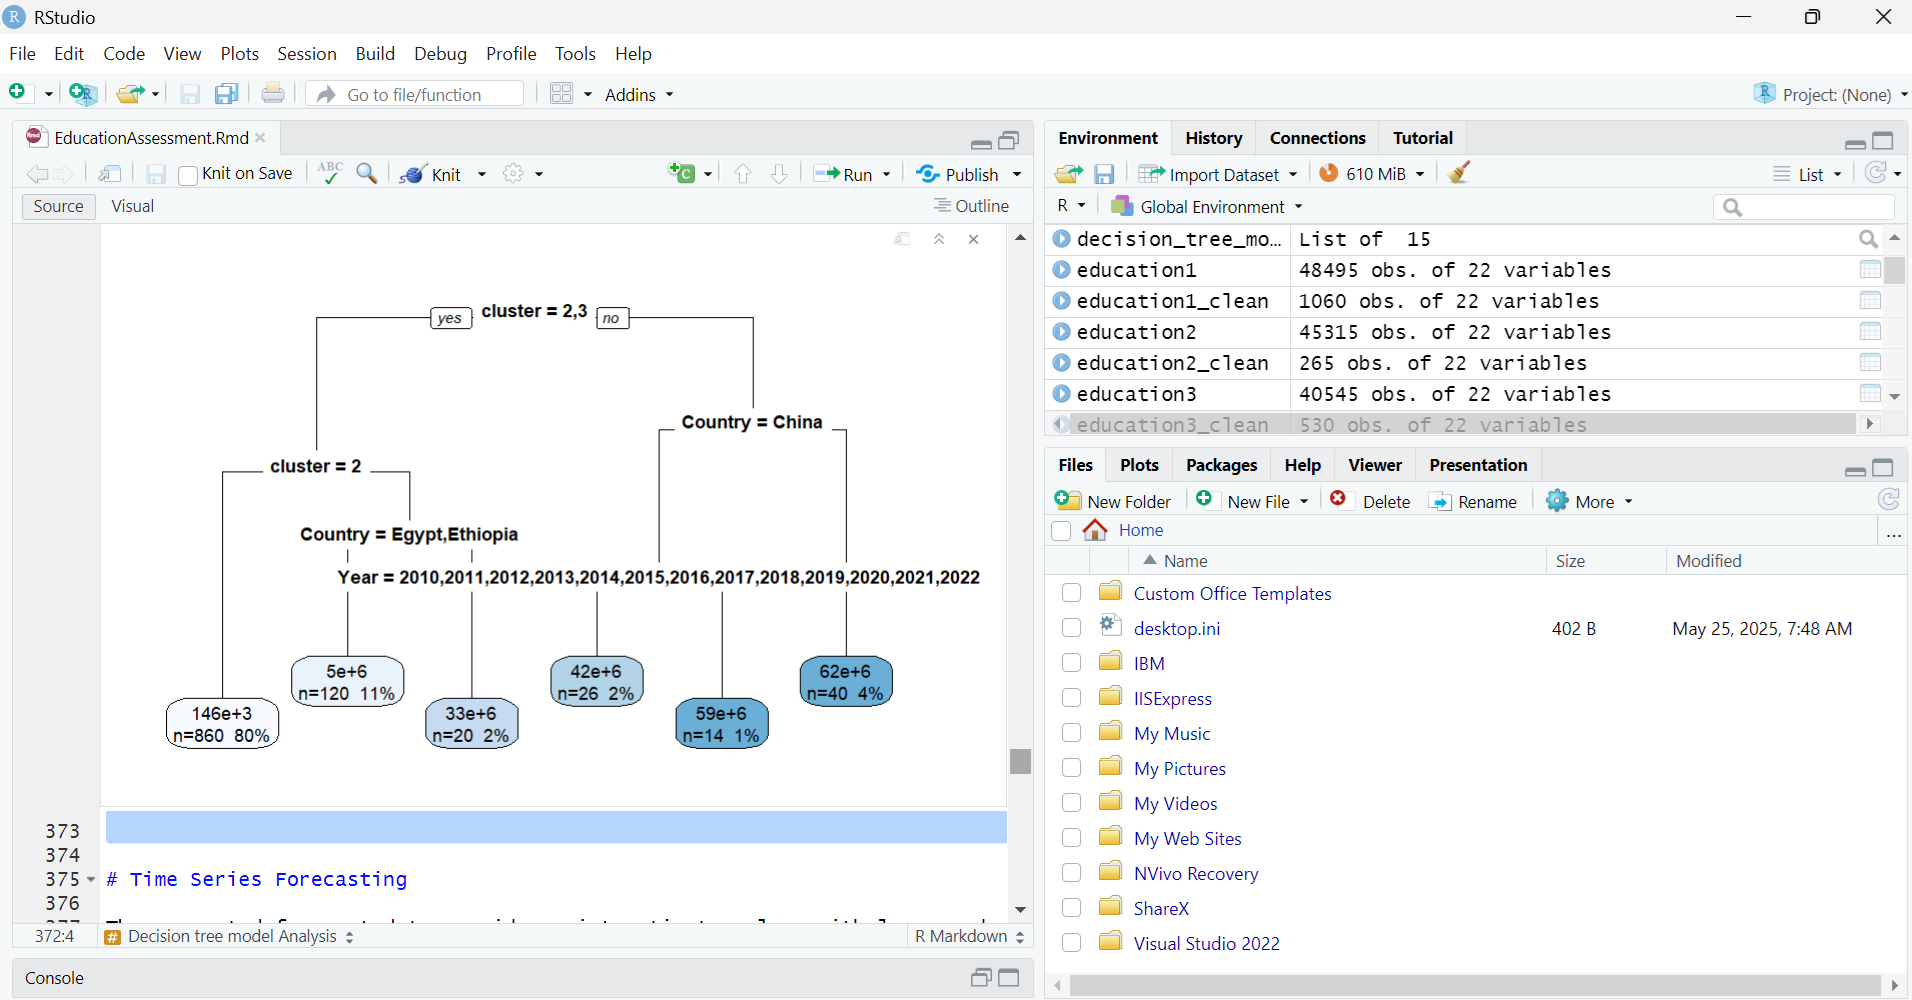 RStudio
File Edit Code View Plots Session Build Debug Profile Tools Help
Go to file/function Addins Project: (None)
EducationAssessment.Rmd
Knit on Save ABC Knit Run Publish
Source Visual Outline
yes cluster = 2,3 no
Country = China
cluster = 2
Country = Egypt,Ethiopia
Year = 2010,2011,2012,2013,2014,2015,2016,2017,2018,2019,2020,2021,2022
5e+6
n=120 11%
42e+6
n=26 2%
62e+6
n=40 4%
146e+3
n=860 80%
33e+6
n=20 2%
59e+6
n=14 1%
373
374
375 # Time Series Forecasting
376
372:4 # Decision tree model Analysis R Markdown
Console
Environment History Connections Tutorial
Import Dataset 610 MiB List
R Global Environment
decision_tree_mo… List of 15
education1 48495 obs. of 22 variables
education1_clean 1060 obs. of 22 variables
education2 45315 obs. of 22 variables
education2_clean 265 obs. of 22 variables
education3 40545 obs. of 22 variables
education3_clean 530 obs. of 22 variables
Files Plots Packages Help Viewer Presentation
New Folder New File Delete Rename More
Home ...
Name Size Modified
Custom Office Templates
desktop.ini 402 B May 25, 2025, 7:48 AM
IBM
IISExpress
My Music
My Pictures
My Videos
My Web Sites
NVivo Recovery
ShareX
Visual Studio 2022